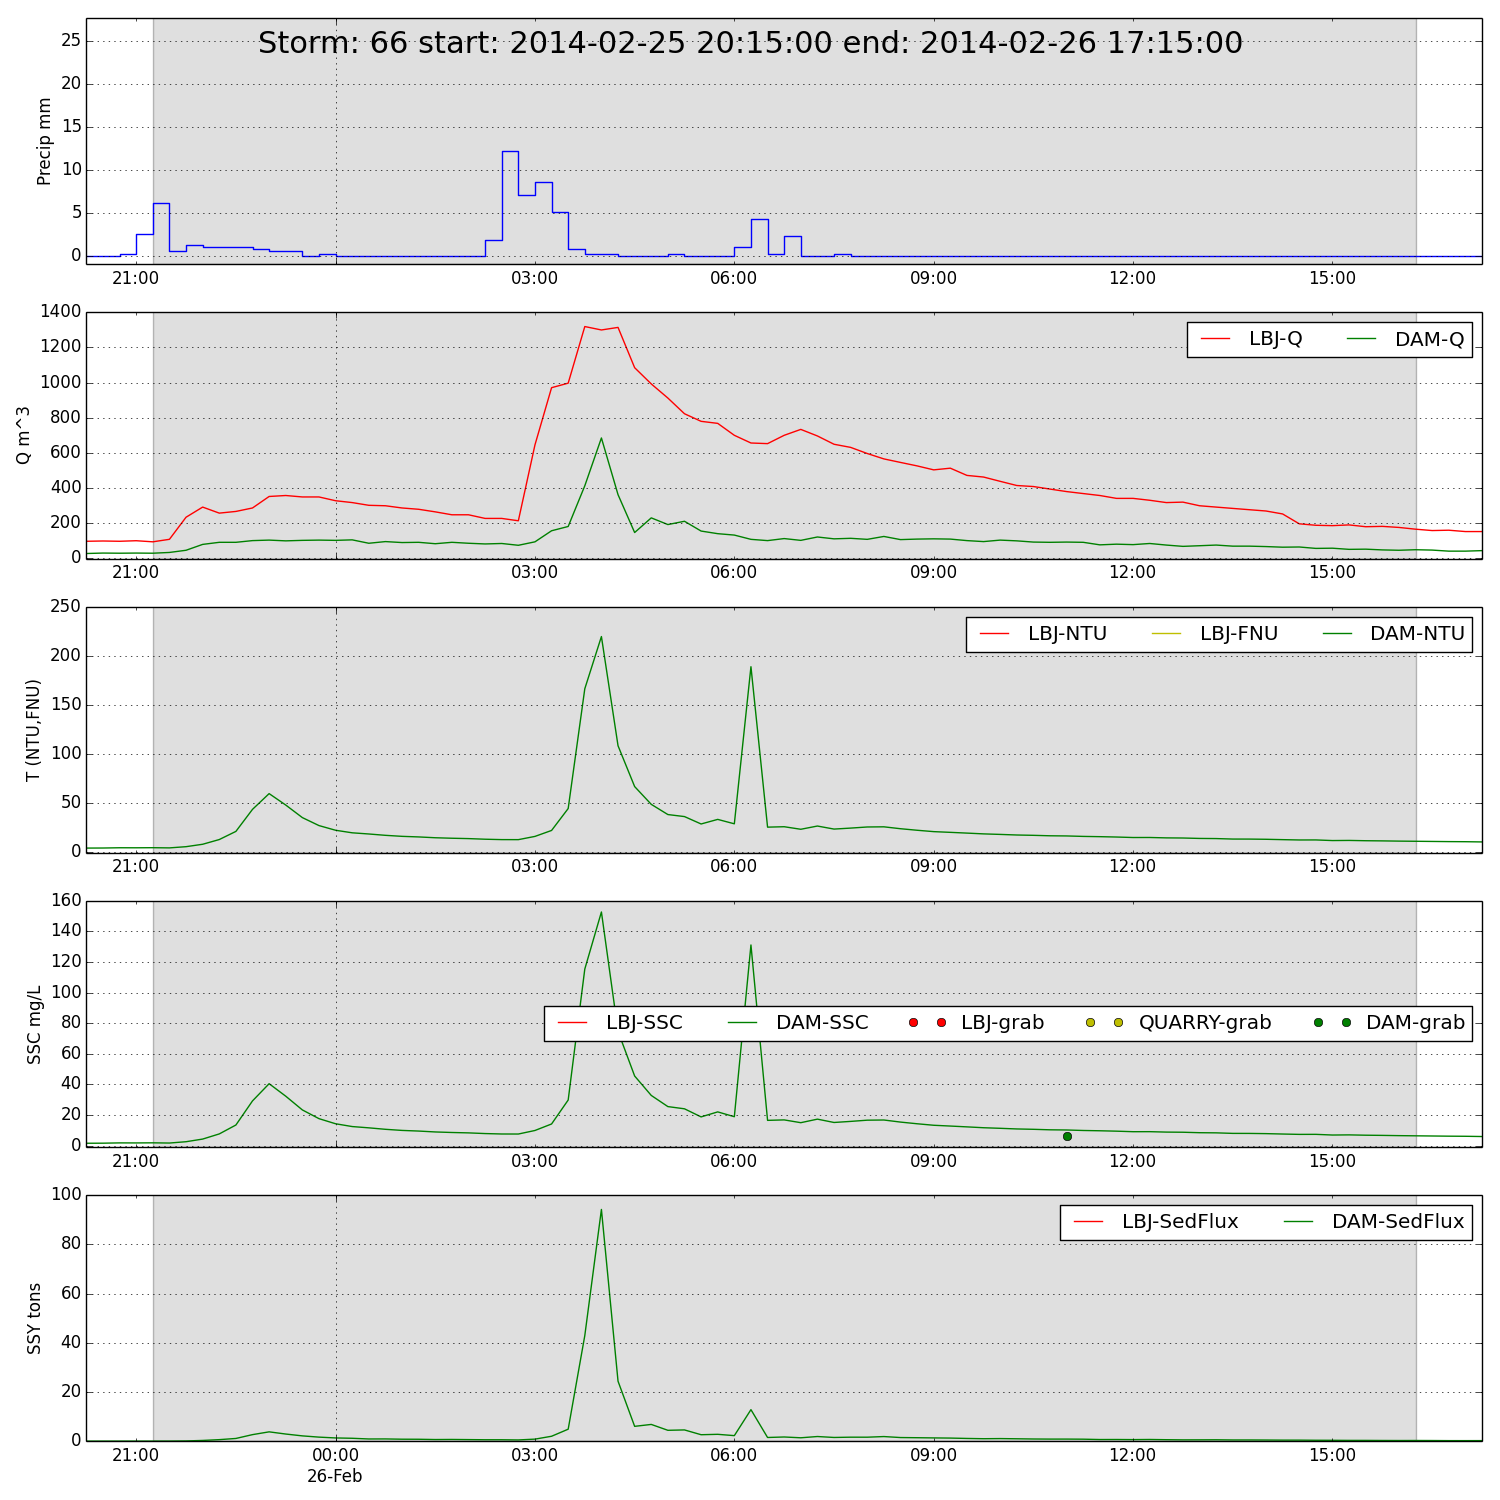 Storm: 66 start: 2014-02-25 20:15:00 end: 2014-02-26 17:15:00
Precip mm
25
20
15
10
5
0
21:00 03:00 06:00 09:00 12:00 15:00
Q m^3
1400
1200
1000
800
600
400
200
0
LBJ-Q DAM-Q
21:00 03:00 06:00 09:00 12:00 15:00
T (NTU,FNU)
250
200
150
100
50
0
LBJ-NTU LBJ-FNU DAM-NTU
21:00 03:00 06:00 09:00 12:00 15:00
SSC mg/L
160
140
120
100
80
60
40
20
0
LBJ-SSC DAM-SSC LBJ-grab QUARRY-grab DAM-grab
21:00 03:00 06:00 09:00 12:00 15:00
SSY tons
100
80
60
40
20
0
LBJ-SedFlux DAM-SedFlux
21:00 00:00 03:00 06:00 09:00 12:00 15:00
26-Feb